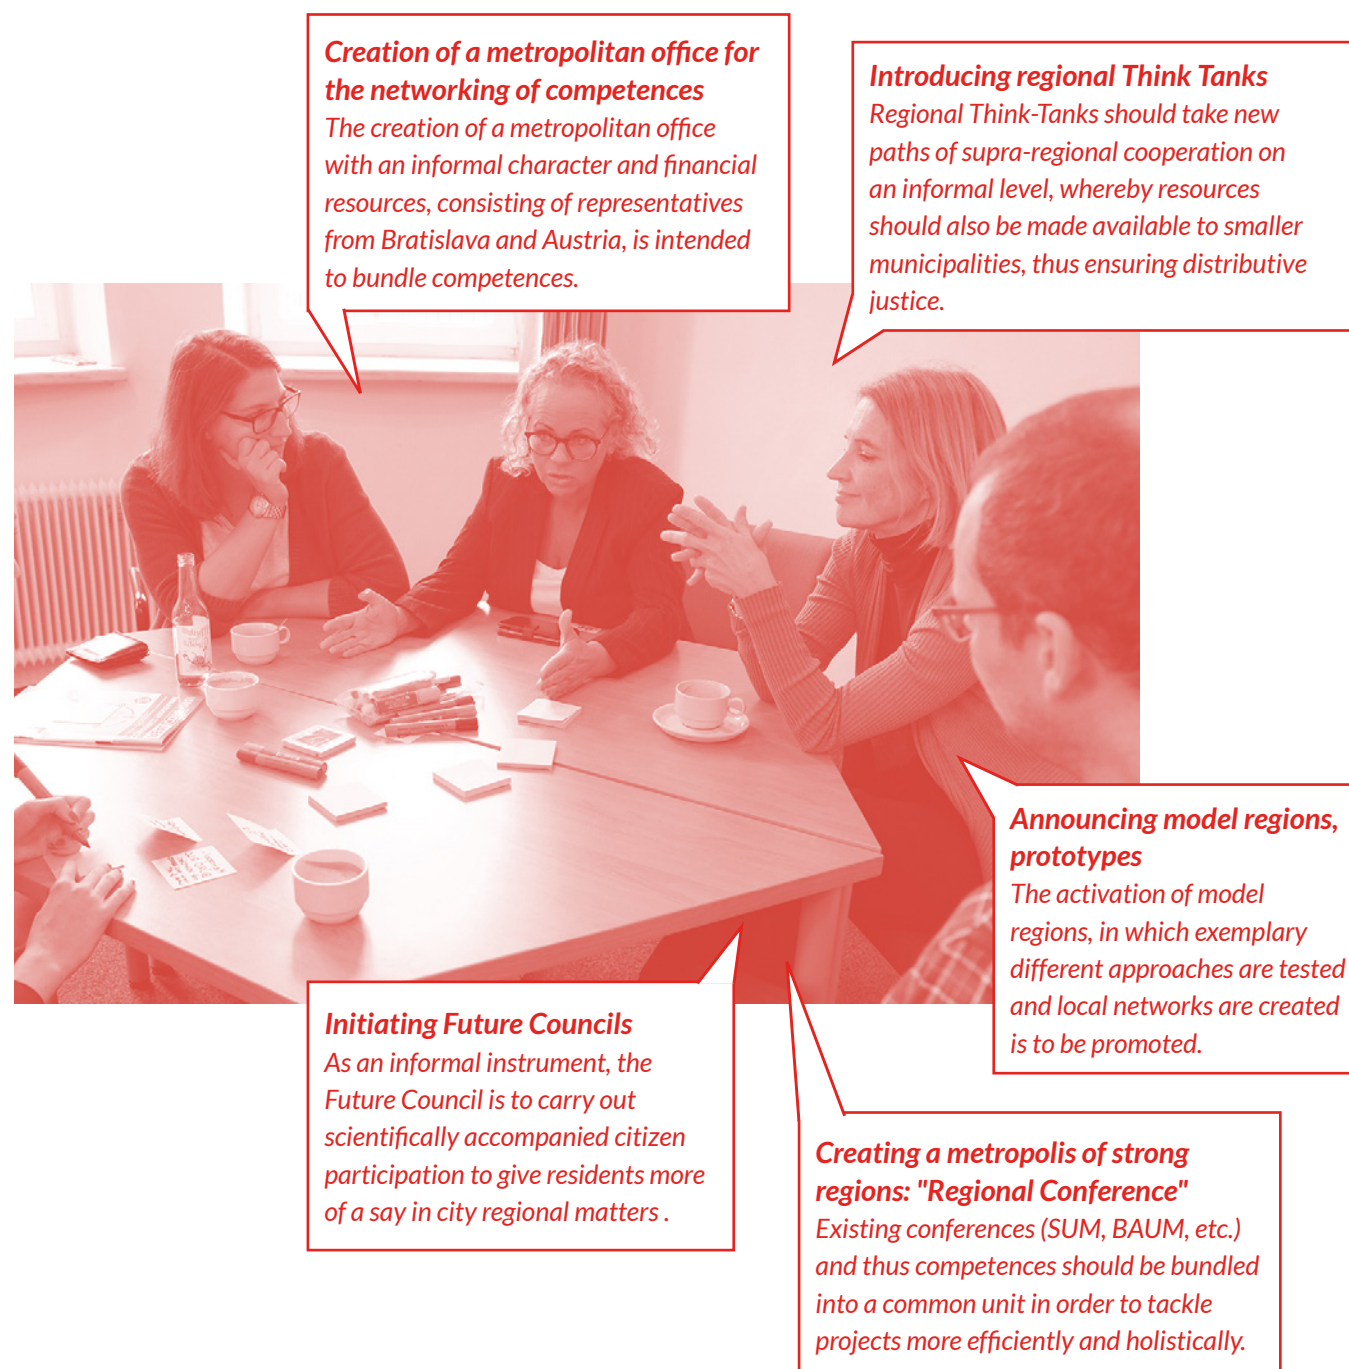 Creation of a metropolitan office for
the networking of competences
The creation of a metropolitan office
with an informal character and financial
resources, consisting of representatives
from Bratislava and Austria, is intended
to bundle competences.
Introducing regional Think Tanks
Regional Think-Tanks should take new
paths of supra-regional cooperation on
an informal level, whereby resources
should also be made available to smaller
municipalities, thus ensuring distributive
justice.
Announcing model regions,
prototypes
The activation of model
regions, in which exemplary
different approaches are tested
and local networks are created
is to be promoted.
Initiating Future Councils
As an informal instrument, the
Future Council is to carry out
scientifically accompanied citizen
participation to give residents more
of a say in city regional matters .
Creating a metropolis of strong
regions: "Regional Conference"
Existing conferences (SUM, BAUM, etc.)
and thus competences should be bundled
into a common unit in order to tackle
projects more efficiently and holistically.